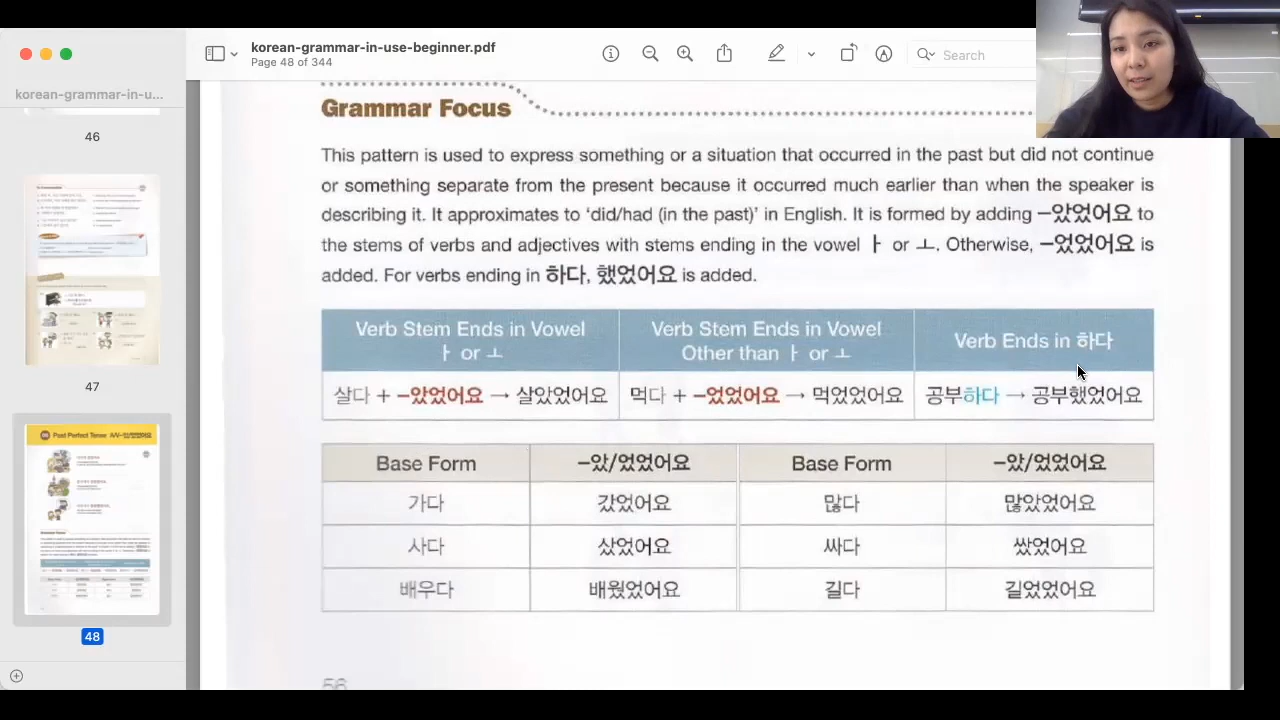 korean-grammar-in-use-beginner.pdf
Page 48 of 344
Search
korean-grammar-in-u...
46
47
48
Grammar Focus
This pattern is used to express something or a situation that occurred in the past but did not continue
or something separate from the present because it occurred much earlier than when the speaker is
describing it. It approximates to ‘did/had (in the past)’ in English. It is formed by adding –았었어요 to
the stems of verbs and adjectives with stems ending in the vowel ㅏ or ㅗ. Otherwise, –었었어요 is
added. For verbs ending in 하다, 했었어요 is added.
Verb Stem Ends in Vowel
ㅏ or ㅗ
Verb Stem Ends in Vowel
Other than ㅏ or ㅗ
Verb Ends in 하다
살다 + –았었어요 → 살았었어요
먹다 + –었었어요 → 먹었었어요
공부하다 → 공부했었어요
Base Form –았/었었어요 Base Form –았/었었어요
가다 갔었어요 많다 많았었어요
사다 샀었어요 싸다 쌌었어요
배우다 배웠었어요 길다 길었었어요